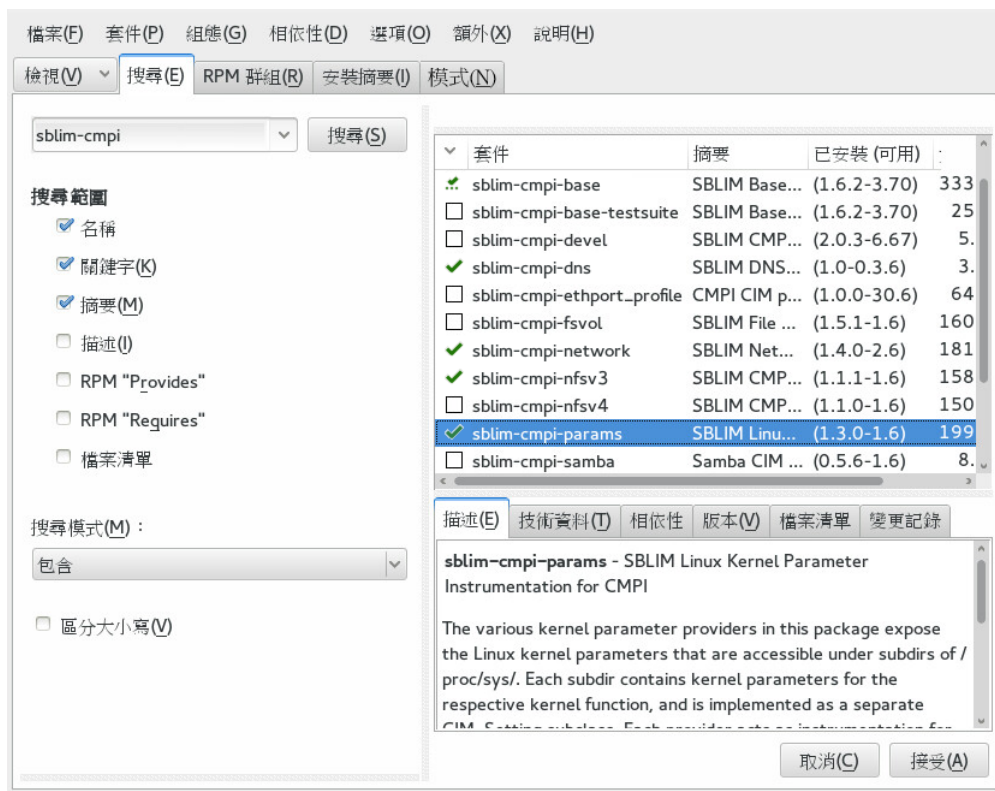 檔案(F) 套件(P) 組態(G) 相依性(D) 選項(O) 額外(X) 說明(H)
檢視(V) 搜尋(E) RPM 群組(R) 安裝摘要(I) 模式(N)
sblim-cmpi 搜尋(S)
搜尋範圍
名稱
關鍵字(K)
摘要(M)
描述(I)
RPM "Provides"
RPM "Requires"
檔案清單
搜尋模式(M)：
包含
區分大小寫(V)
套件 摘要 已安裝 (可用)
sblim-cmpi-base SBLIM Base... (1.6.2-3.70) 333
sblim-cmpi-base-testsuite SBLIM Base... (1.6.2-3.70) 25
sblim-cmpi-devel SBLIM CMP... (2.0.3-6.67) 5.
sblim-cmpi-dns SBLIM DNS... (1.0-0.3.6) 3.
sblim-cmpi-ethport_profile CMPI CIM p... (1.0.0-30.6) 64
sblim-cmpi-fsvol SBLIM File ... (1.5.1-1.6) 160
sblim-cmpi-network SBLIM Net... (1.4.0-2.6) 181
sblim-cmpi-nfsv3 SBLIM CMP... (1.1.1-1.6) 158
sblim-cmpi-nfsv4 SBLIM CMP... (1.1.0-1.6) 150
sblim-cmpi-params SBLIM Linu... (1.3.0-1.6) 199
sblim-cmpi-samba Samba CIM ... (0.5.6-1.6) 8.
描述(E) 技術資料(T) 相依性 版本(V) 檔案清單 變更記錄
sblim-cmpi-params - SBLIM Linux Kernel Parameter
Instrumentation for CMPI
The various kernel parameter providers in this package expose
the Linux kernel parameters that are accessible under subdirs of /
proc/sys/. Each subdir contains kernel parameters for the
respective kernel function, and is implemented as a separate
CIM_Setting subclass. Each provider acts as instrumentation for
取消(C) 接受(A)